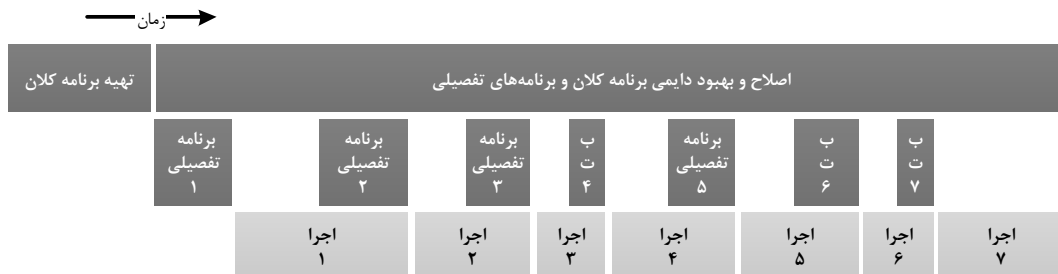 زمان
تهیه برنامه کلان
اصلاح و بهبود دایمی برنامه کلان و برنامه‌های تفصیلی
برنامه
تفصیلی
۱
برنامه
تفصیلی
۲
برنامه
تفصیلی
۳
ب
ت
۴
برنامه
تفصیلی
۵
ب
ت
۶
ب
ت
۷
اجرا
۱
اجرا
۲
اجرا
۳
اجرا
۴
اجرا
۵
اجرا
۶
اجرا
۷